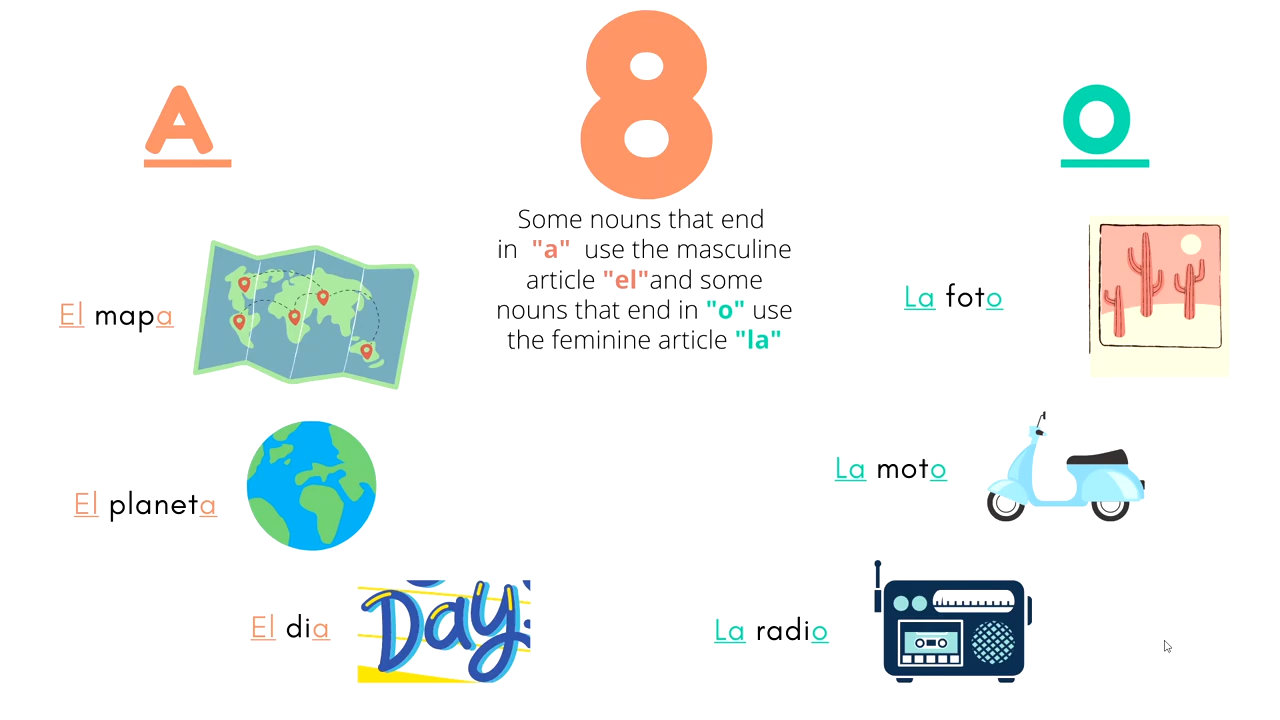 8
A
O
Some nouns that end
in "a" use the masculine
article "el"and some
nouns that end in "o" use
the feminine article "la"
El mapa
El planeta
El dia
Day
La foto
La moto
La radio